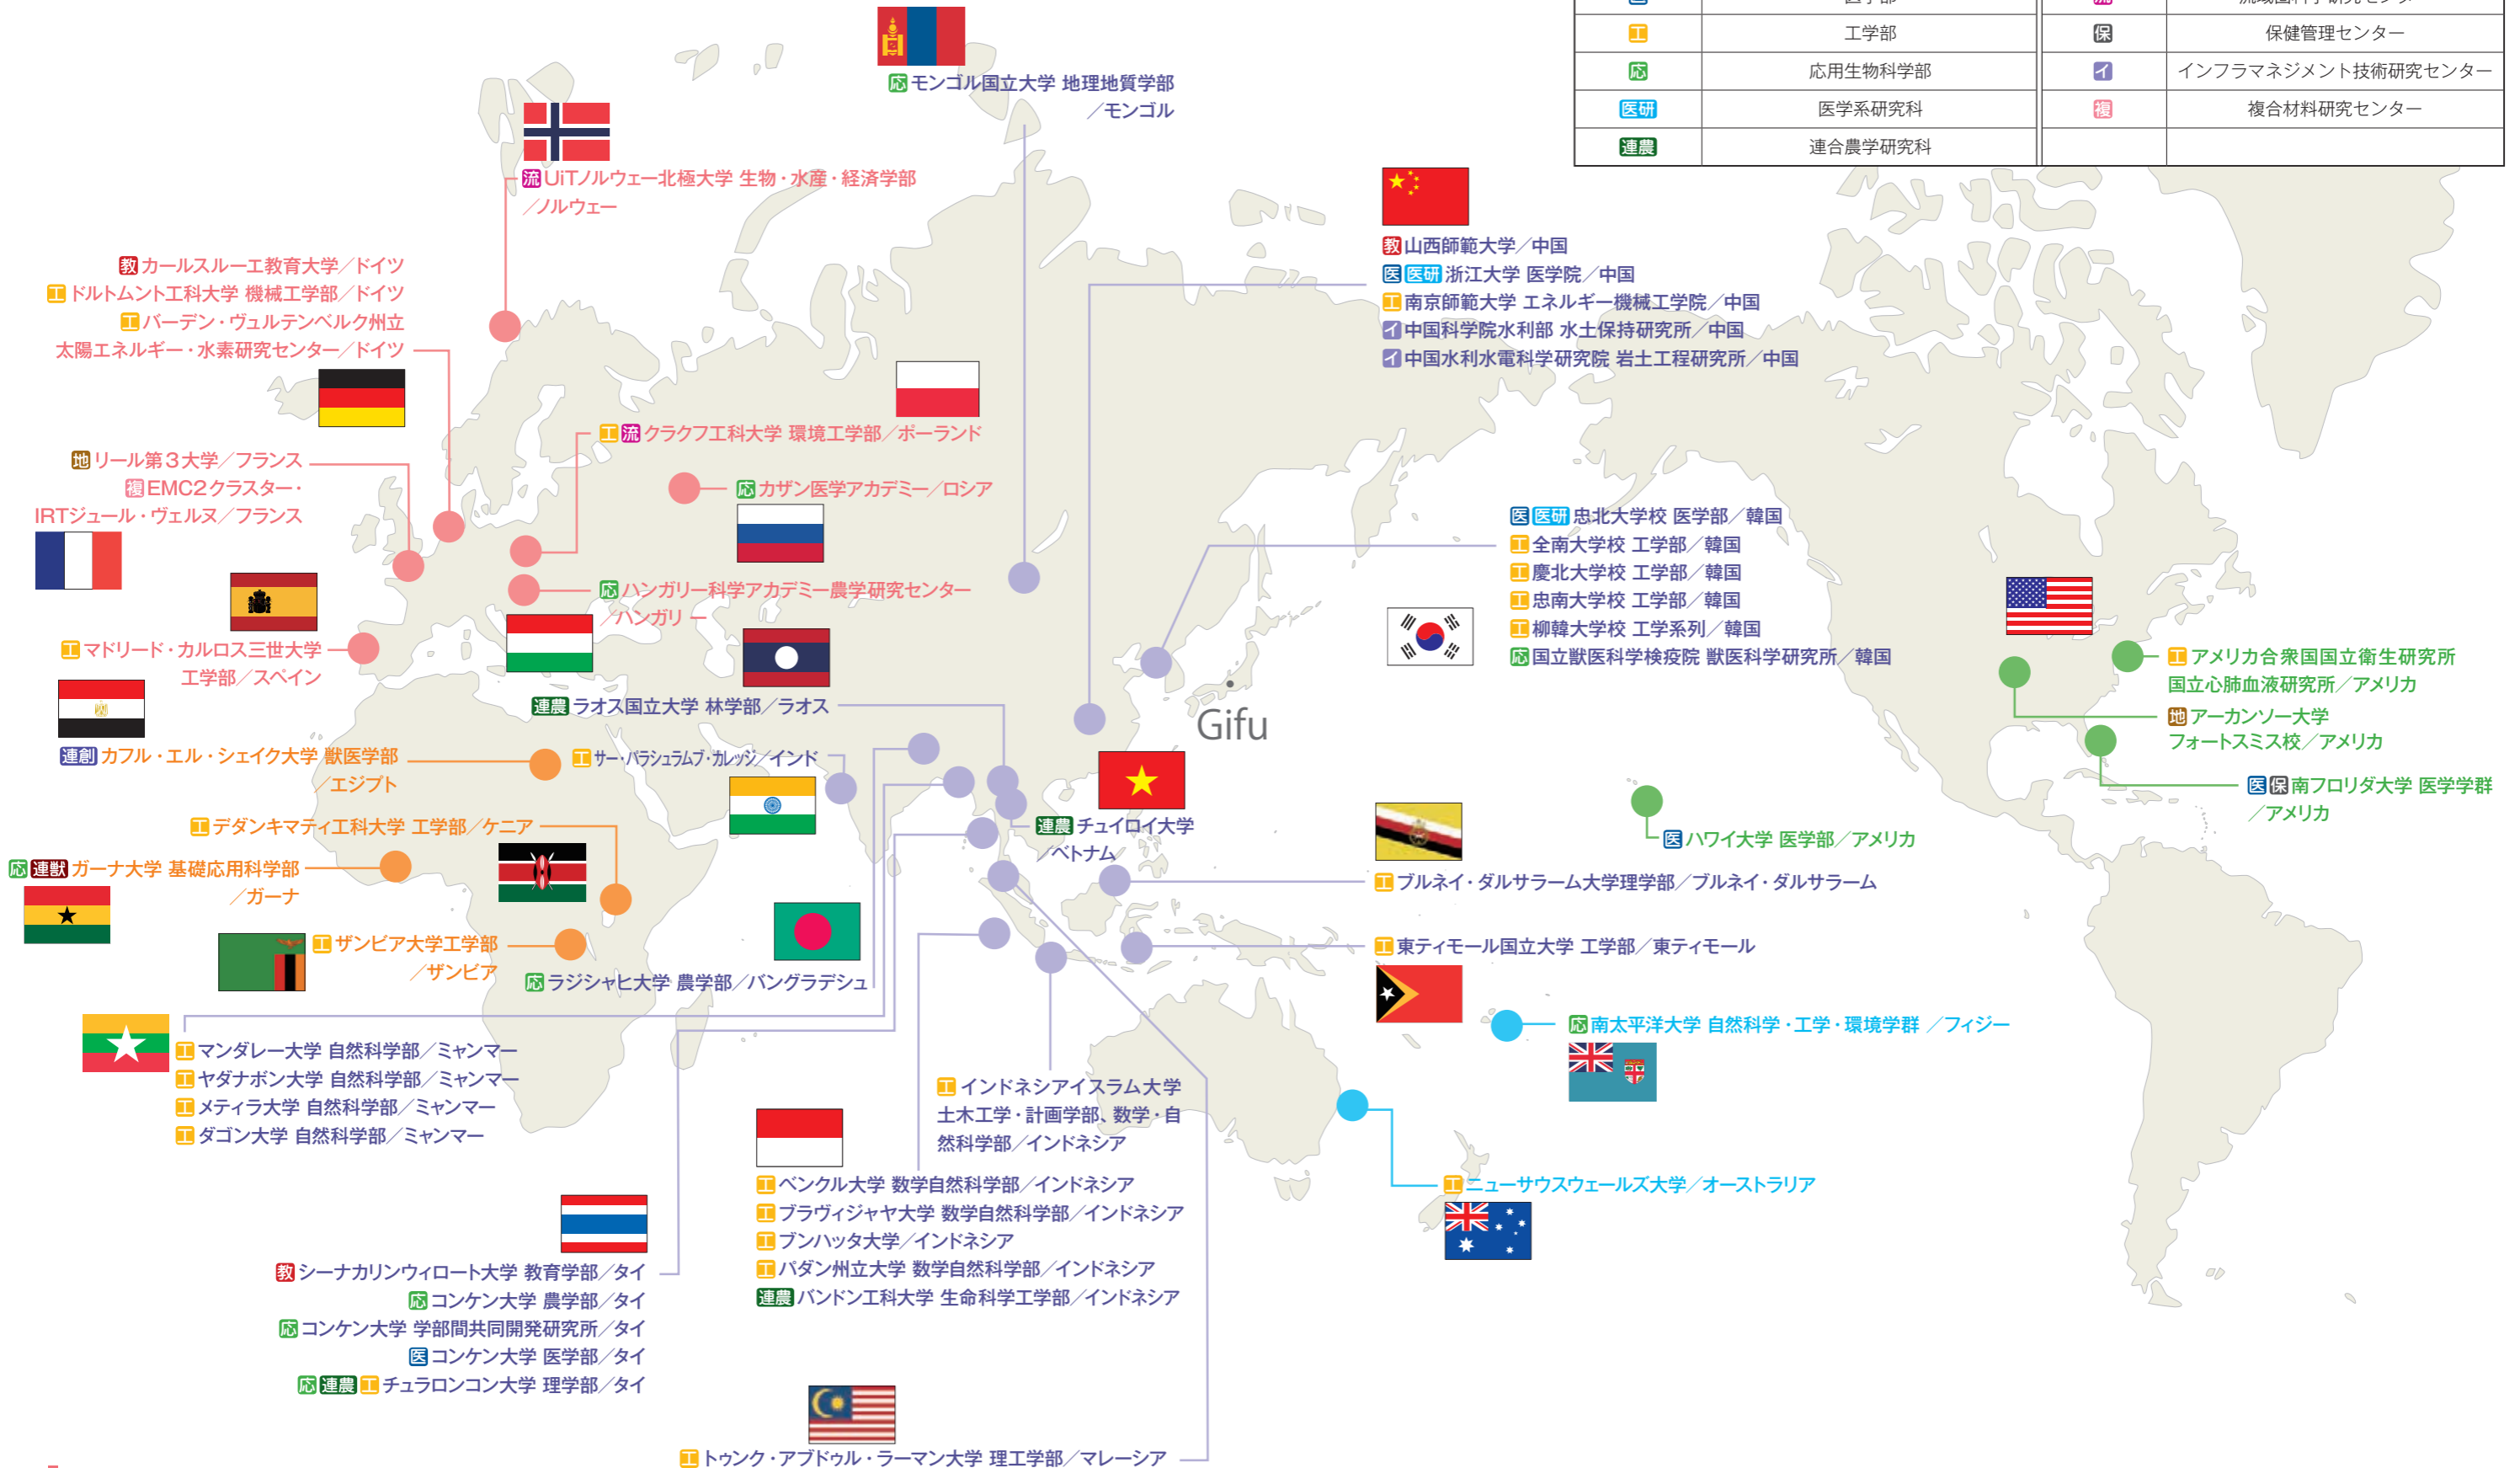 医 医学部 流 流域圏科学研究センター
工 工学部 保 保健管理センター
応 応用生物科学部 イ インフラマネジメント技術研究センター
医研 医学系研究科 複 複合材料研究センター
連農 連合農学研究科
応 モンゴル国立大学 地理地質学部
／モンゴル
流 UiTノルウェー北極大学 生物・水産・経済学部
／ノルウェー
教 カールスルーエ教育大学／ドイツ
工 ドルトムント工科大学 機械工学部／ドイツ
工 バーデン・ヴュルテンベルク州立
太陽エネルギー・水素研究センター／ドイツ
教 山西師範大学／中国
医 医研 浙江大学 医学院／中国
工 南京師範大学 エネルギー機械工学院／中国
イ 中国科学院水利部 水土保持研究所／中国
イ 中国水利水電科学研究院 岩土工程研究所／中国
工 流 クラクフ工科大学 環境工学部／ポーランド
地 リール第3大学／フランス
複 EMC2クラスター・
IRTジュール・ヴェルヌ／フランス
応 カザン医学アカデミー／ロシア
医 医研 忠北大学校 医学部／韓国
工 全南大学校 工学部／韓国
工 慶北大学校 工学部／韓国
工 忠南大学校 工学部／韓国
工 柳韓大学校 工学系列／韓国
応 国立獣医科学検疫院 獣医科学研究所／韓国
応 ハンガリー科学アカデミー農学研究センター
／ハンガリ ー
工 マドリード・カルロス三世大学
工学部／スペイン
連農 ラオス国立大学 林学部／ラオス
Gifu
工 アメリカ合衆国国立衛生研究所
国立心肺血液研究所／アメリカ
地 アーカンソー大学
フォートスミス校／アメリカ
医 保 南フロリダ大学 医学学群
／アメリカ
医 ハワイ大学 医学部／アメリカ
連創 カフル・エル・シェイク大学 獣医学部
／エジプト
工 サー・パラシュラムブ・カレッジ／インド
工 デダンキマティ工科大学 工学部／ケニア
連農 チュイロイ大学
／ベトナム
応 連獣 ガーナ大学 基礎応用科学部
／ガーナ
工 ブルネイ・ダルサラーム大学理学部／ブルネイ・ダルサラーム
工 ザンビア大学工学部
／ザンビア
工 東ティモール国立大学 工学部／東ティモール
応 ラジシャヒ大学 農学部／バングラデシュ
応 南太平洋大学 自然科学・工学・環境学群 ／フィジー
工 マンダレー大学 自然科学部／ミャンマー
工 ヤダナボン大学 自然科学部／ミャンマー
工 メティラ大学 自然科学部／ミャンマー
工 ダゴン大学 自然科学部／ミャンマー
工 インドネシアイスラム大学
土木工学・計画学部、数学・自
然科学部／インドネシア
工 ベンクル大学 数学自然科学部／インドネシア
工 ブラヴィジャヤ大学 数学自然科学部／インドネシア
工 ブンハッタ大学／インドネシア
工 パダン州立大学 数学自然科学部／インドネシア
連農 バンドン工科大学 生命科学工学部／インドネシア
工 ニューサウスウェールズ大学／オーストラリア
教 シーナカリンウィロート大学 教育学部／タイ
応 コンケン大学 農学部／タイ
応 コンケン大学 学部間共同開発研究所／タイ
医 コンケン大学 医学部／タイ
応 連農 工 チュラロンコン大学 理学部／タイ
工 トゥンク・アブドゥル・ラーマン大学 理工学部／マレーシア